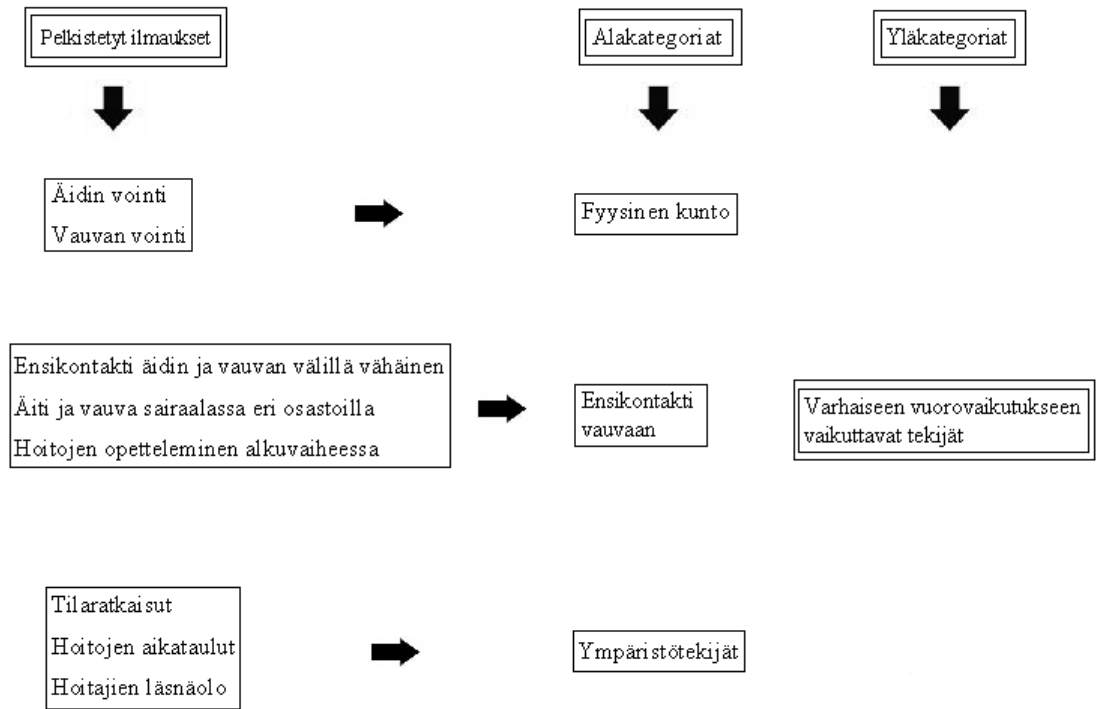 Pelkistetyt ilmaukset
Alakategoriat
Yläkategoriat
Äidin vointi
Vauvan vointi
Fyysinen kunto
Ensikontakti äidin ja vauvan välillä vähäinen
Äiti ja vauva sairaalassa eri osastoilla
Hoitojen opetteleminen alkuvaiheessa
Ensikontakti
vauvaan
Varhaiseen vuorovaikutukseen
vaikuttavat tekijät
Tilaratkaisut
Hoitojen aikataulut
Hoitajien läsnäolo
Ympäristötekijät